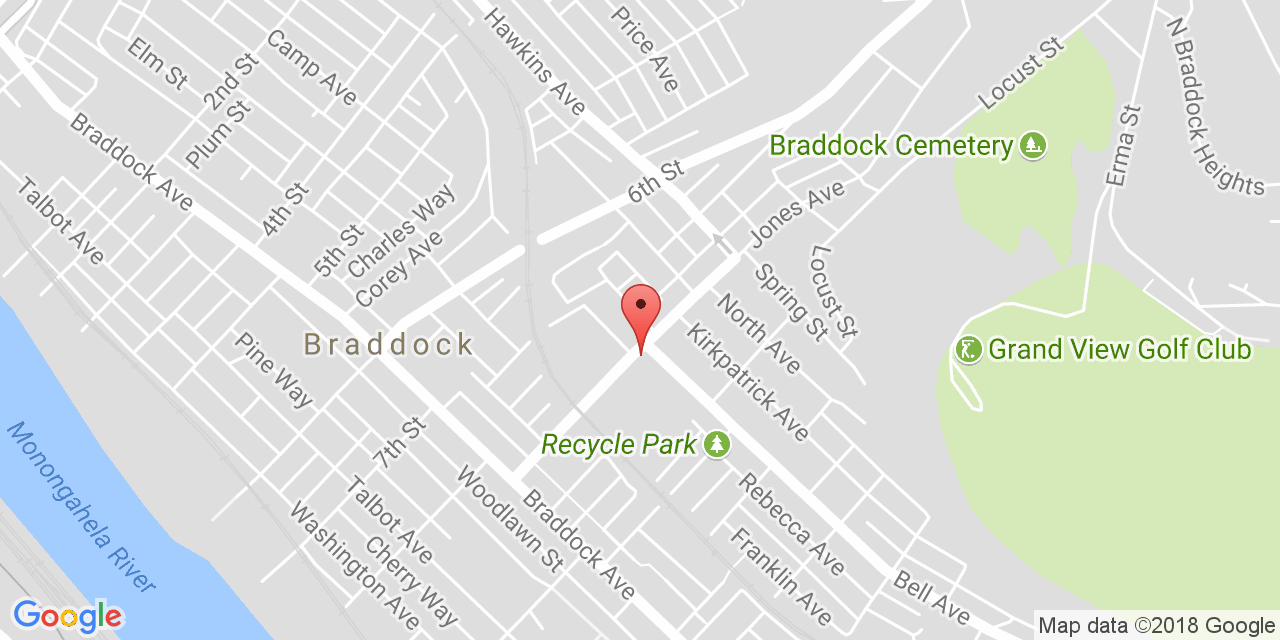 Hawkins Ave
Price Ave
Locust St
N Braddock Heights
Elm St
2nd St
Camp Ave
Plum St
Braddock Ave
Braddock Cemetery
Erma St
6th St
Talbot Ave
4th St
5th St
Charles Way
Corey Ave
Jones Ave
Locust St
Spring St
North Ave
Kirkpatrick Ave
Braddock
Pine Way
Grand View Golf Club
Monongahela River
7th St
Recycle Park
Woodlawn St
Talbot Ave
Cherry Way
Washington Ave
Braddock Ave
Rebecca Ave
Franklin Ave
Bell Ave
Google
Map data ©2018 Google